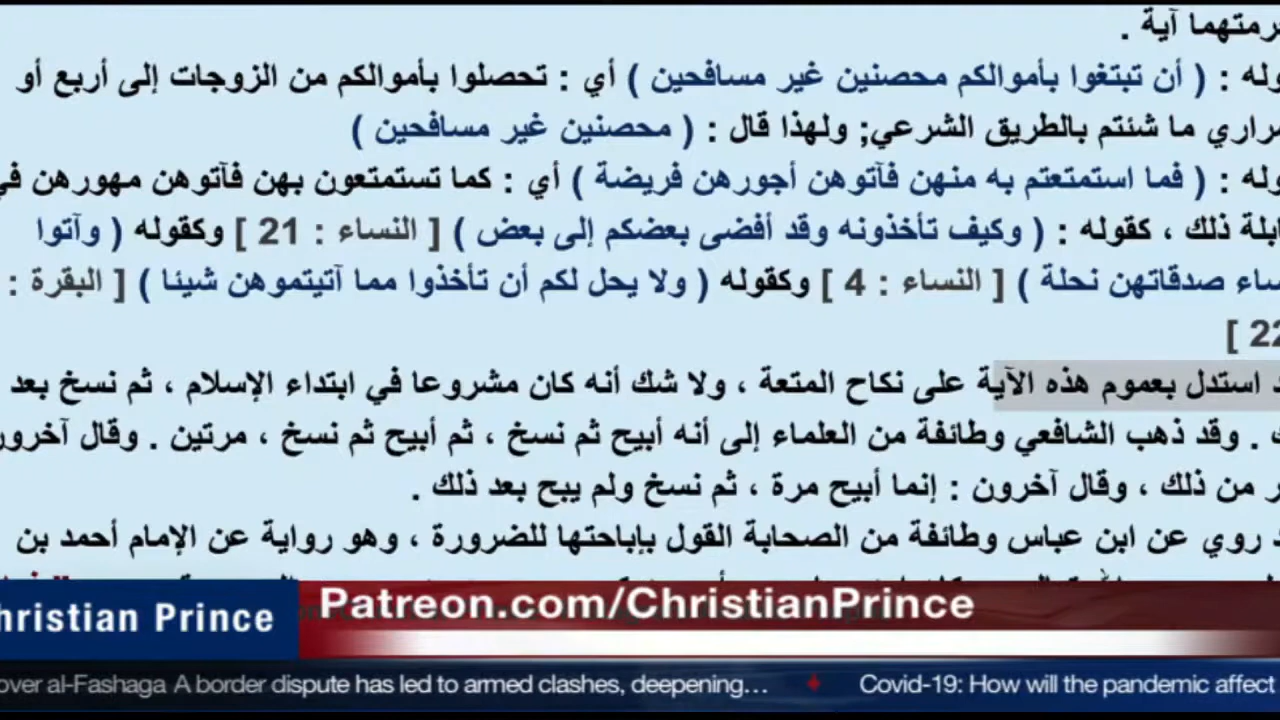 رمتهما آية .
وله : ( أن تبتغوا بأموالكم محصنين غير مسافحين ) أي : تحصلوا بأموالكم من الزوجات إلى أربع أو
راري ما شئتم بالطريق الشرعي; ولهذا قال : ( محصنين غير مسافحين )
وله : ( فما استمتعتم به منهن فآتوهن أجورهن فريضة ) أي : كما تستمتعون بهن فآتوهن مهورهن في
ابلة ذلك ، كقوله : ( وكيف تأخذونه وقد أفضى بعضكم إلى بعض ) [ النساء : 21 ] وكقوله ( وآتوا
ساء صدقاتهن نحلة ) [ النساء : 4 ] وكقوله ( ولا يحل لكم أن تأخذوا مما آتيتموهن شيئا ) [ البقرة :
22 ]
د استدل بعموم هذه الآية على نكاح المتعة ، ولا شك أنه كان مشروعا في ابتداء الإسلام ، ثم نسخ بعد
ك . وقد ذهب الشافعي وطائفة من العلماء إلى أنه أبيح ثم نسخ ، ثم أبيح ثم نسخ ، مرتين . وقال آخرون
ر من ذلك ، وقال آخرون : إنما أبيح مرة ، ثم نسخ ولم يبح بعد ذلك .
د روي عن ابن عباس وطائفة من الصحابة القول بإباحتها للضرورة ، وهو رواية عن الإمام أحمد بن
hristian Prince
Patreon.com/ChristianPrince
over al-Fashaga A border dispute has led to armed clashes, deepening... Covid-19: How will the pandemic affect